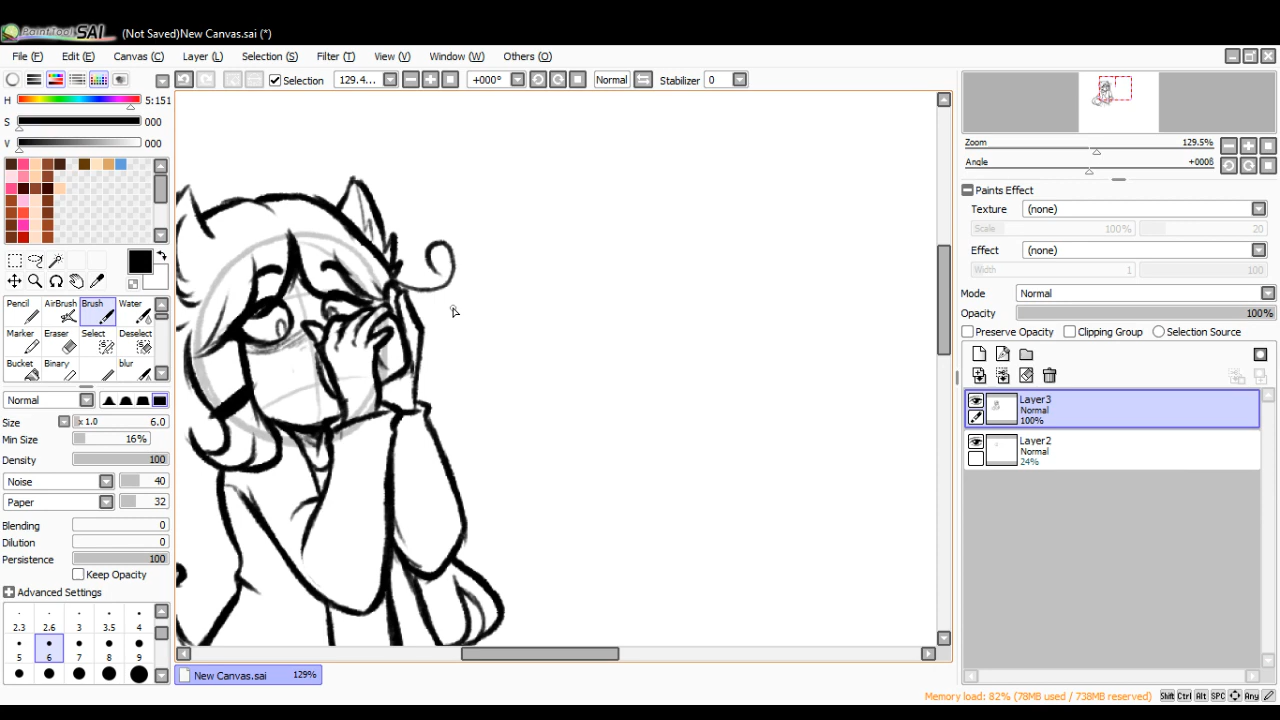 PaintTool SAI (Not Saved)New Canvas.sai (*)
File (F) Edit (E) Canvas (C) Layer (L) Selection (S) Filter (T) View (V) Window (W) Others (O)
Selection 129.4... +000° Normal Stabilizer 0
H 5:151
S 000
V 000
Pencil AirBrush Brush Water
Marker Eraser Select Deselect
Bucket Binary blur
Normal
Size x 1.0 6.0
Min Size 16%
Density 100
Noise 40
Paper 32
Blending 0
Dilution 0
Persistence 100
Keep Opacity
Advanced Settings
2.3 2.6 3 3.5 4
5 6 7 8 9
New Canvas.sai 129%
Zoom 129.5%
Angle +000ß
Paints Effect
Texture (none)
Scale 100% 20
Effect (none)
Width 1 100
Mode Normal
Opacity 100%
Preserve Opacity Clipping Group Selection Source
Layer3
Normal
100%
Layer2
Normal
24%
Memory load: 82% (78MB used / 738MB reserved) Shift Ctrl Alt SPC Any